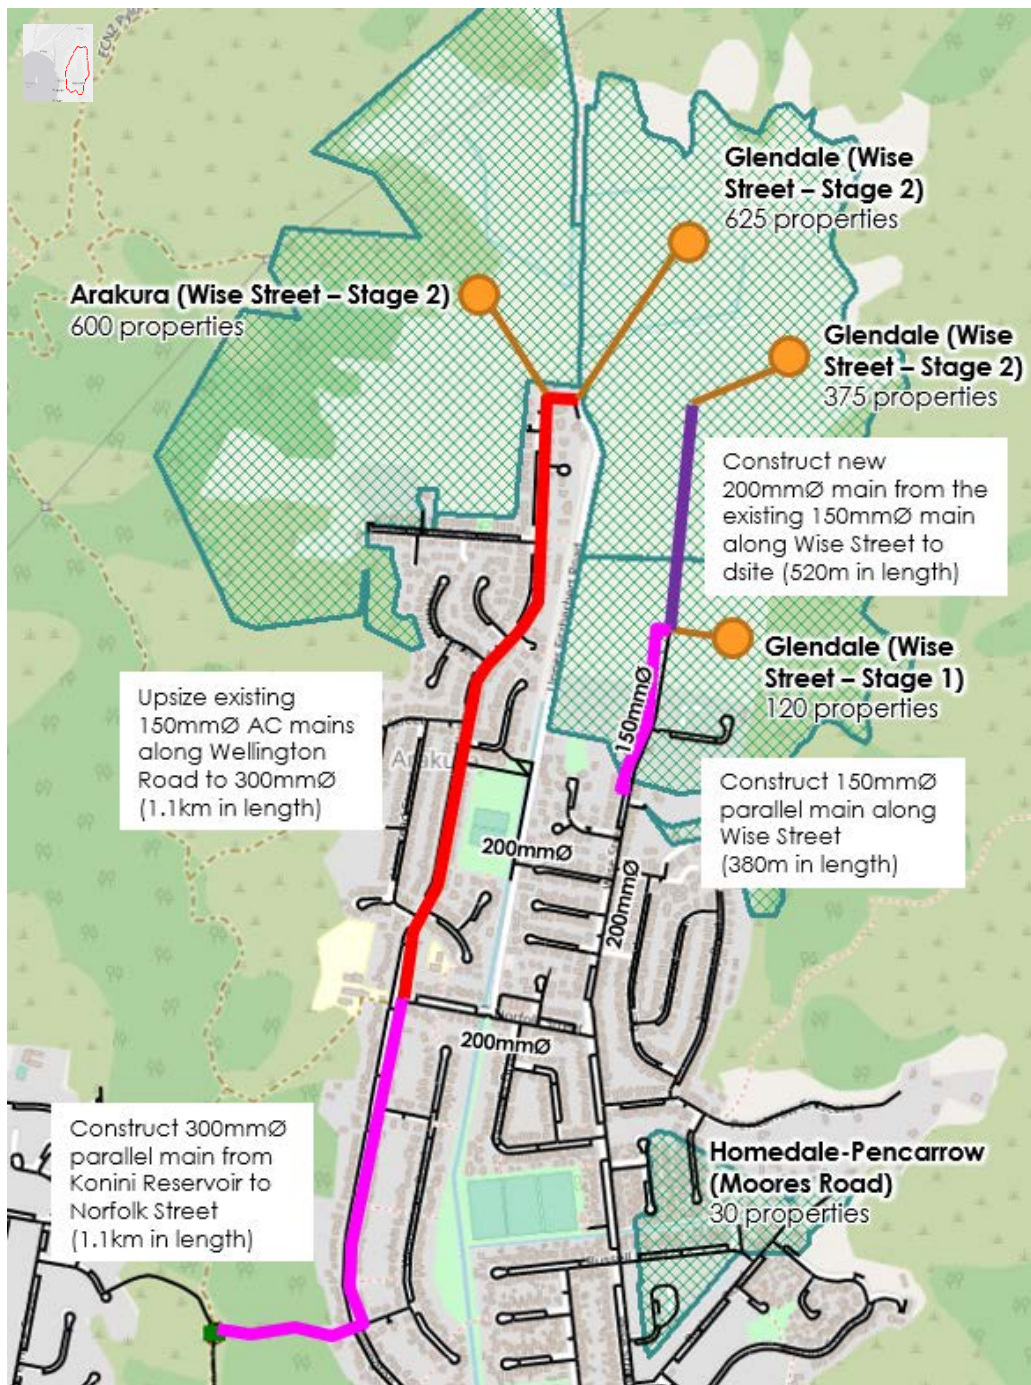 ECNZ Pylo
Glendale (Wise
Street – Stage 2)
625 properties
Arakura (Wise Street – Stage 2)
600 properties
Glendale (Wise
Street – Stage 2)
375 properties
Construct new
200mmØ main from the
existing 150mmØ main
along Wise Street to
dsite (520m in length)
Glendale (Wise
Street – Stage 1)
120 properties
150mmØ
Upsize existing
150mmØ AC mains
along Wellington
Road to 300mmØ
(1.1km in length)
Construct 150mmØ
parallel main along
Wise Street
(380m in length)
200mmØ
200mmØ
200mmØ
Construct 300mmØ
parallel main from
Konini Reservoir to
Norfolk Street
(1.1km in length)
Homedale-Pencarrow
(Moores Road)
30 properties